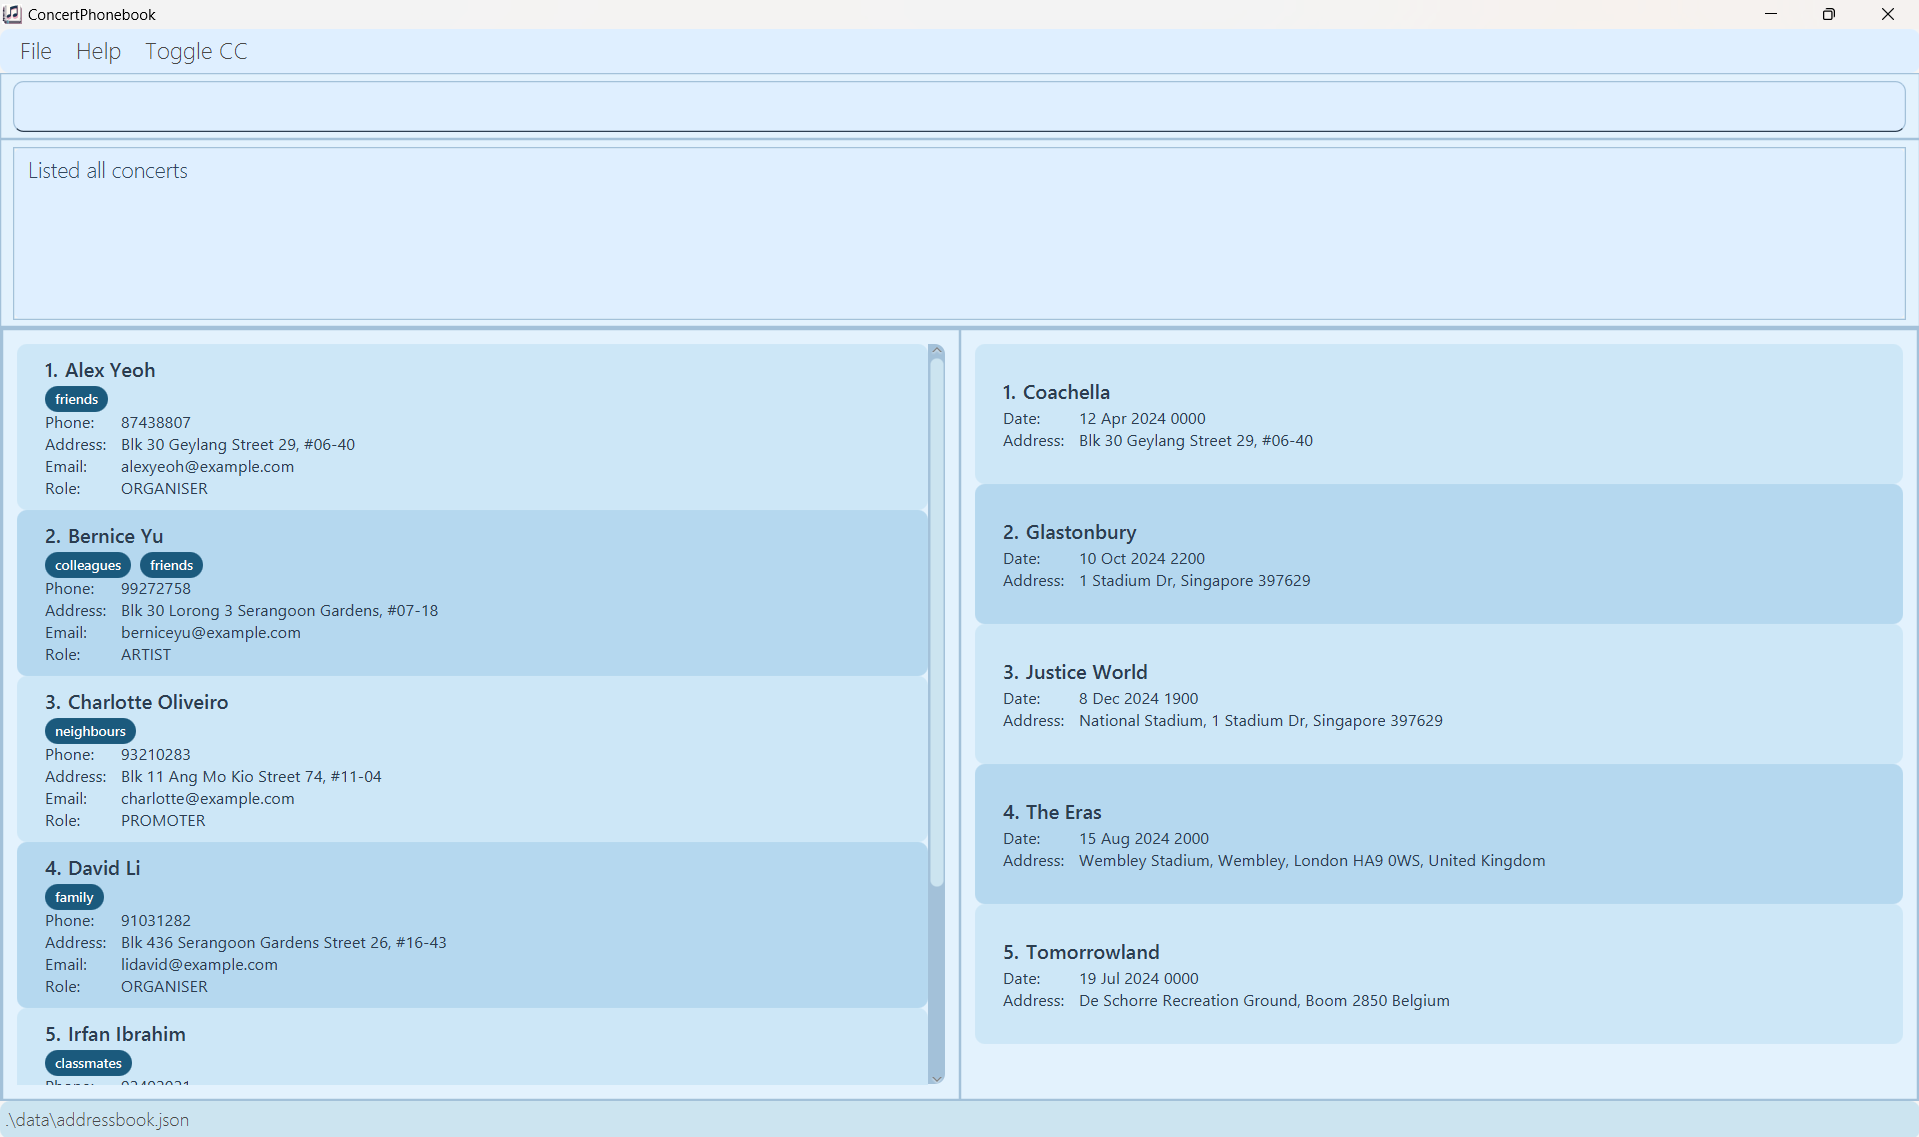 ConcertPhonebook
File Help Toggle CC
Listed all concerts
1. Alex Yeoh
friends
Phone: 87438807
Address: Blk 30 Geylang Street 29, #06-40
Email: alexyeoh@example.com
Role: ORGANISER
2. Bernice Yu
colleagues friends
Phone: 99272758
Address: Blk 30 Lorong 3 Serangoon Gardens, #07-18
Email: berniceyu@example.com
Role: ARTIST
3. Charlotte Oliveiro
neighbours
Phone: 93210283
Address: Blk 11 Ang Mo Kio Street 74, #11-04
Email: charlotte@example.com
Role: PROMOTER
4. David Li
family
Phone: 91031282
Address: Blk 436 Serangoon Gardens Street 26, #16-43
Email: lidavid@example.com
Role: ORGANISER
5. Irfan Ibrahim
classmates
1. Coachella
Date: 12 Apr 2024 0000
Address: Blk 30 Geylang Street 29, #06-40
2. Glastonbury
Date: 10 Oct 2024 2200
Address: 1 Stadium Dr, Singapore 397629
3. Justice World
Date: 8 Dec 2024 1900
Address: National Stadium, 1 Stadium Dr, Singapore 397629
4. The Eras
Date: 15 Aug 2024 2000
Address: Wembley Stadium, Wembley, London HA9 0WS, United Kingdom
5. Tomorrowland
Date: 19 Jul 2024 0000
Address: De Schorre Recreation Ground, Boom 2850 Belgium
.\data\addressbook.json